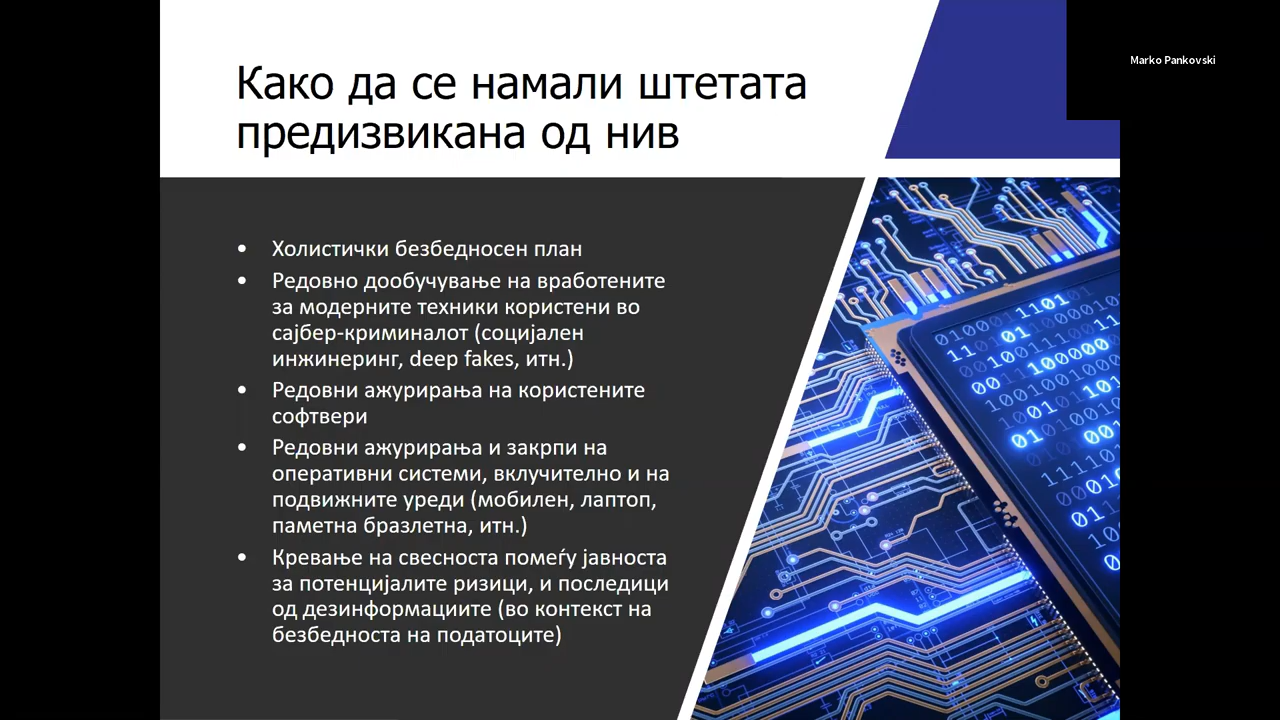 Marko Pankovski
Како да се намали штетата
предизвикана од нив
• Холистички безбедносен план
• Редовно дообучување на вработените
за модерните техники користени во
сајбер-криминалот (социјален
инжинеринг, deep fakes, итн.)
• Редовни ажурирања на користените
софтвери
• Редовни ажурирања и закрпи на
оперативни системи, вклучително и на
подвижните уреди (мобилен, лаптоп,
паметна бразлетна, итн.)
• Кревање на свесноста помеѓу јавноста
за потенцијалите ризици, и последици
од дезинформациите (во контекст на
безбедноста на податоците)